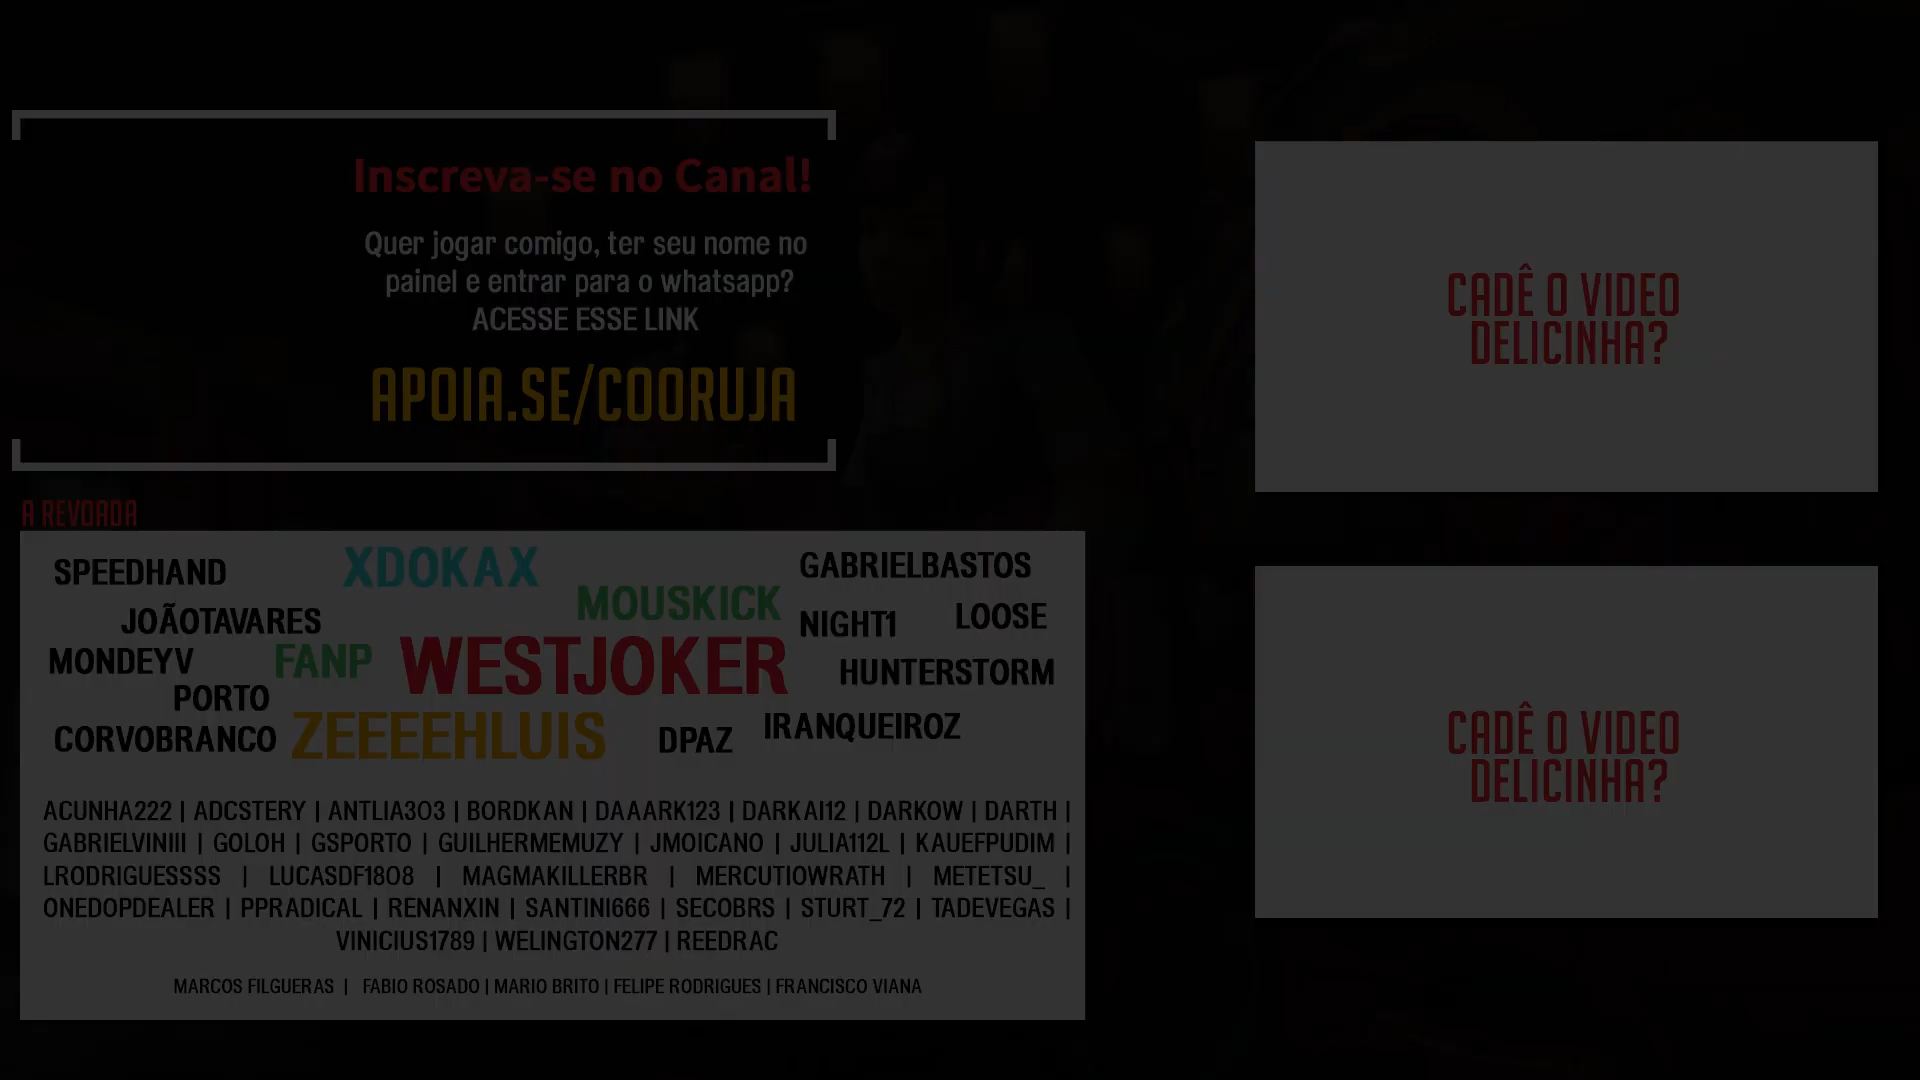 Inscreva-se no Canal!
Quer jogar comigo, ter seu nome no
painel e entrar para o whatsapp?
ACESSE ESSE LINK
APOIA.SE/COORUJA
CADÊ O VIDEO
DELICINHA?
A REVOADA
SPEEDHAND
XDOKAX
GABRIELBASTOS
MOUSKICK
JOÃOTAVARES
NIGHT1
LOOSE
MONDEYV
FANP
WESTJOKER
HUNTERSTORM
PORTO
CORVOBRANCO
ZEEEEHLUIS
DPAZ
IRANQUEIROZ
ACUNHA222 | ADCSTERY | ANTLIA303 | BORDKAN | DAAARK123 | DARKAI12 | DARKOW | DARTH |
GABRIELVINIII | GOLOH | GSPORTO | GUILHERMEMUZY | JMOICANO | JULIA112L | KAUEFPUDIM |
LRODRIGUESSSS | LUCASDF1808 | MAGMAKILLERBR | MERCUTIOWRATH | METETSU_ |
ONEDOPDEALER | PPRADICAL | RENANXIN | SANTINI666 | SECOBRS | STURT_72 | TADEVEGAS |
VINICIUS1789 | WELINGTON277 | REEDRAC
MARCOS FILGUERAS | FABIO ROSADO | MARIO BRITO | FELIPE RODRIGUES | FRANCISCO VIANA
CADÊ O VIDEO
DELICINHA?